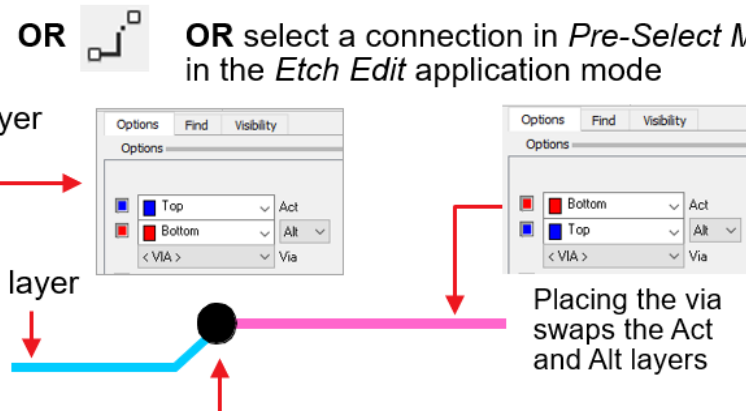 OR
OR select a connection in Pre-Select M
in the Etch Edit application mode
yer
Options Find Visibility
Options
Top Act
Bottom Alt
< VIA > Via
Options Find Visibility
Options
Bottom Act
Top Alt
< VIA > Via
layer
Placing the via
swaps the Act
and Alt layers